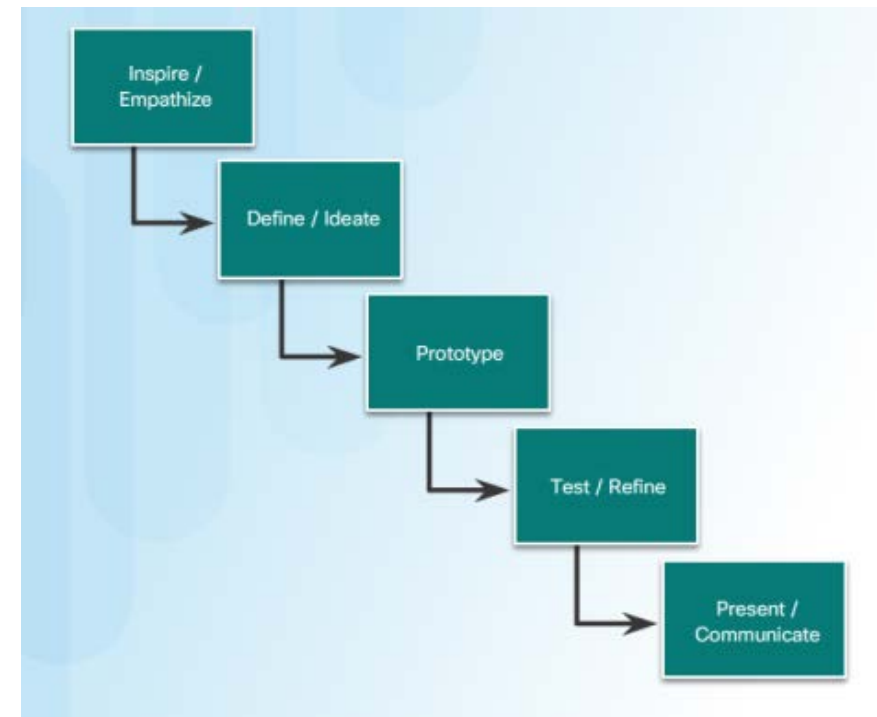 Inspire /
Empathize
Define / Ideate
Prototype
Test / Refine
Present /
Communicate